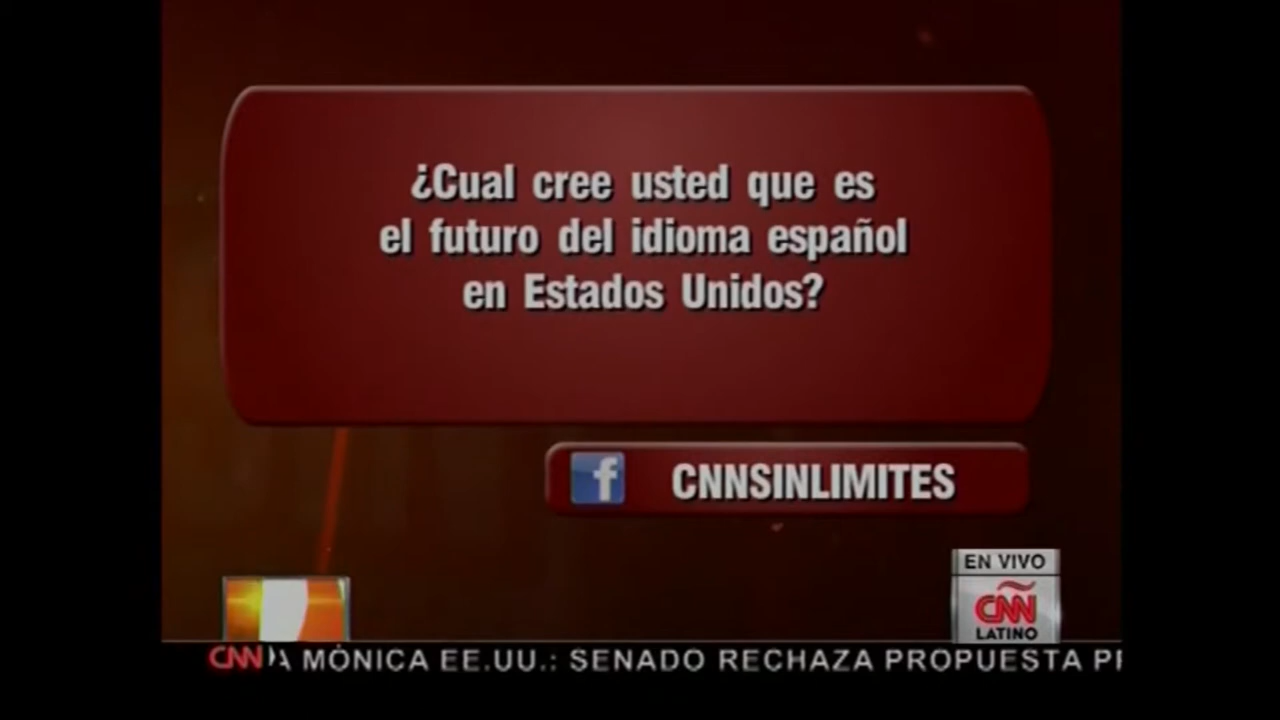 ¿Cual cree usted que es
el futuro del idioma español
en Estados Unidos?
f CNNSINLIMITES
EN VIVO
CNN
LATINO
CNN MÓNICA EE.UU.: SENADO RECHAZA PROPUESTA